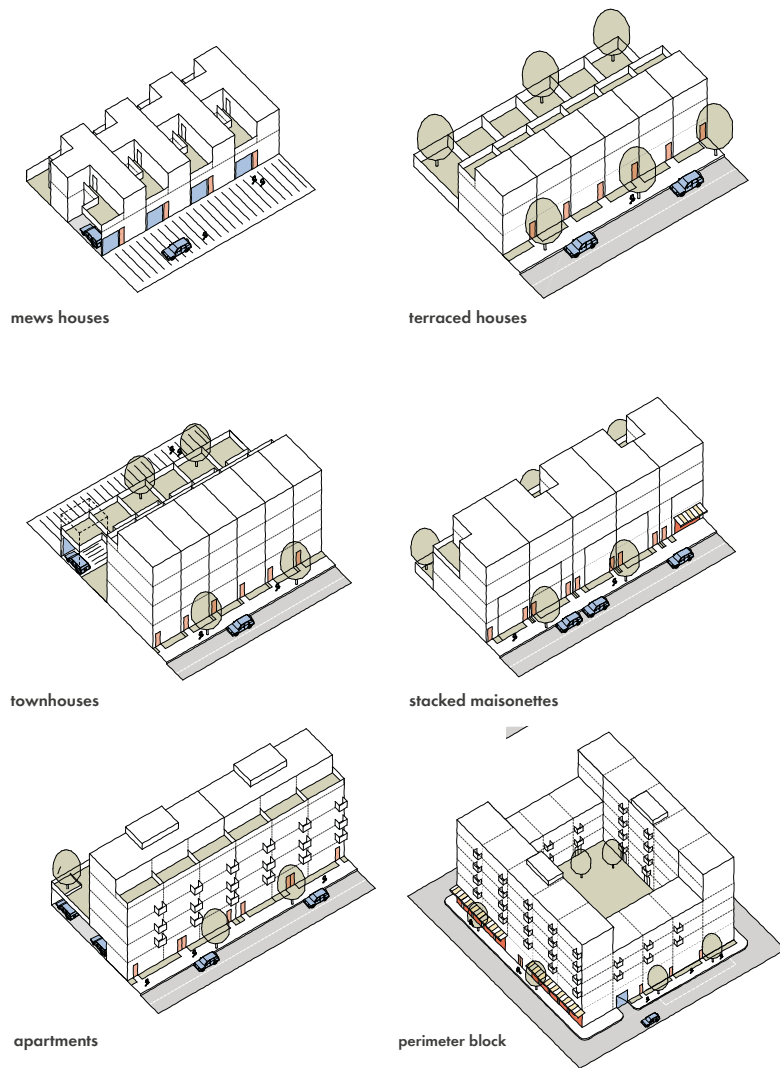 mews houses
terraced houses
townhouses
stacked maisonettes
apartments
perimeter block